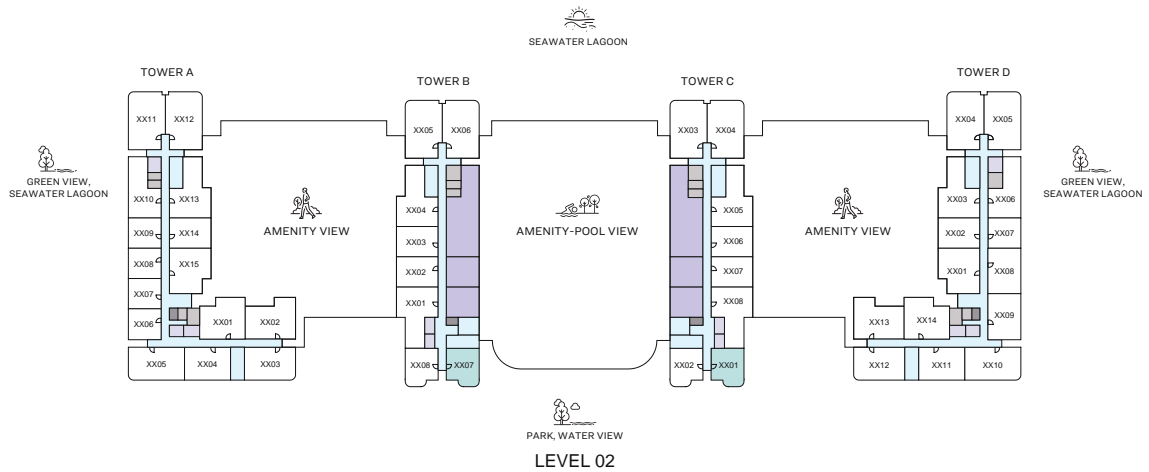 SEAWATER LAGOON
TOWER A
TOWER B
TOWER C
TOWER D
XX11
XX12
XX05
XX06
XX03
XX04
XX04
XX05
GREEN VIEW,
SEAWATER LAGOON
GREEN VIEW,
SEAWATER LAGOON
XX10
XX13
XX04
XX05
XX03
XX06
XX09
XX14
XX03
XX06
XX02
XX07
AMENITY VIEW
AMENITY-POOL VIEW
AMENITY VIEW
XX08
XX15
XX02
XX07
XX01
XX08
XX07
XX01
XX08
XX09
XX06
XX01
XX02
XX13
XX14
XX05
XX04
XX03
XX08
XX07
XX02
XX01
XX12
XX11
XX10
PARK, WATER VIEW
LEVEL 02